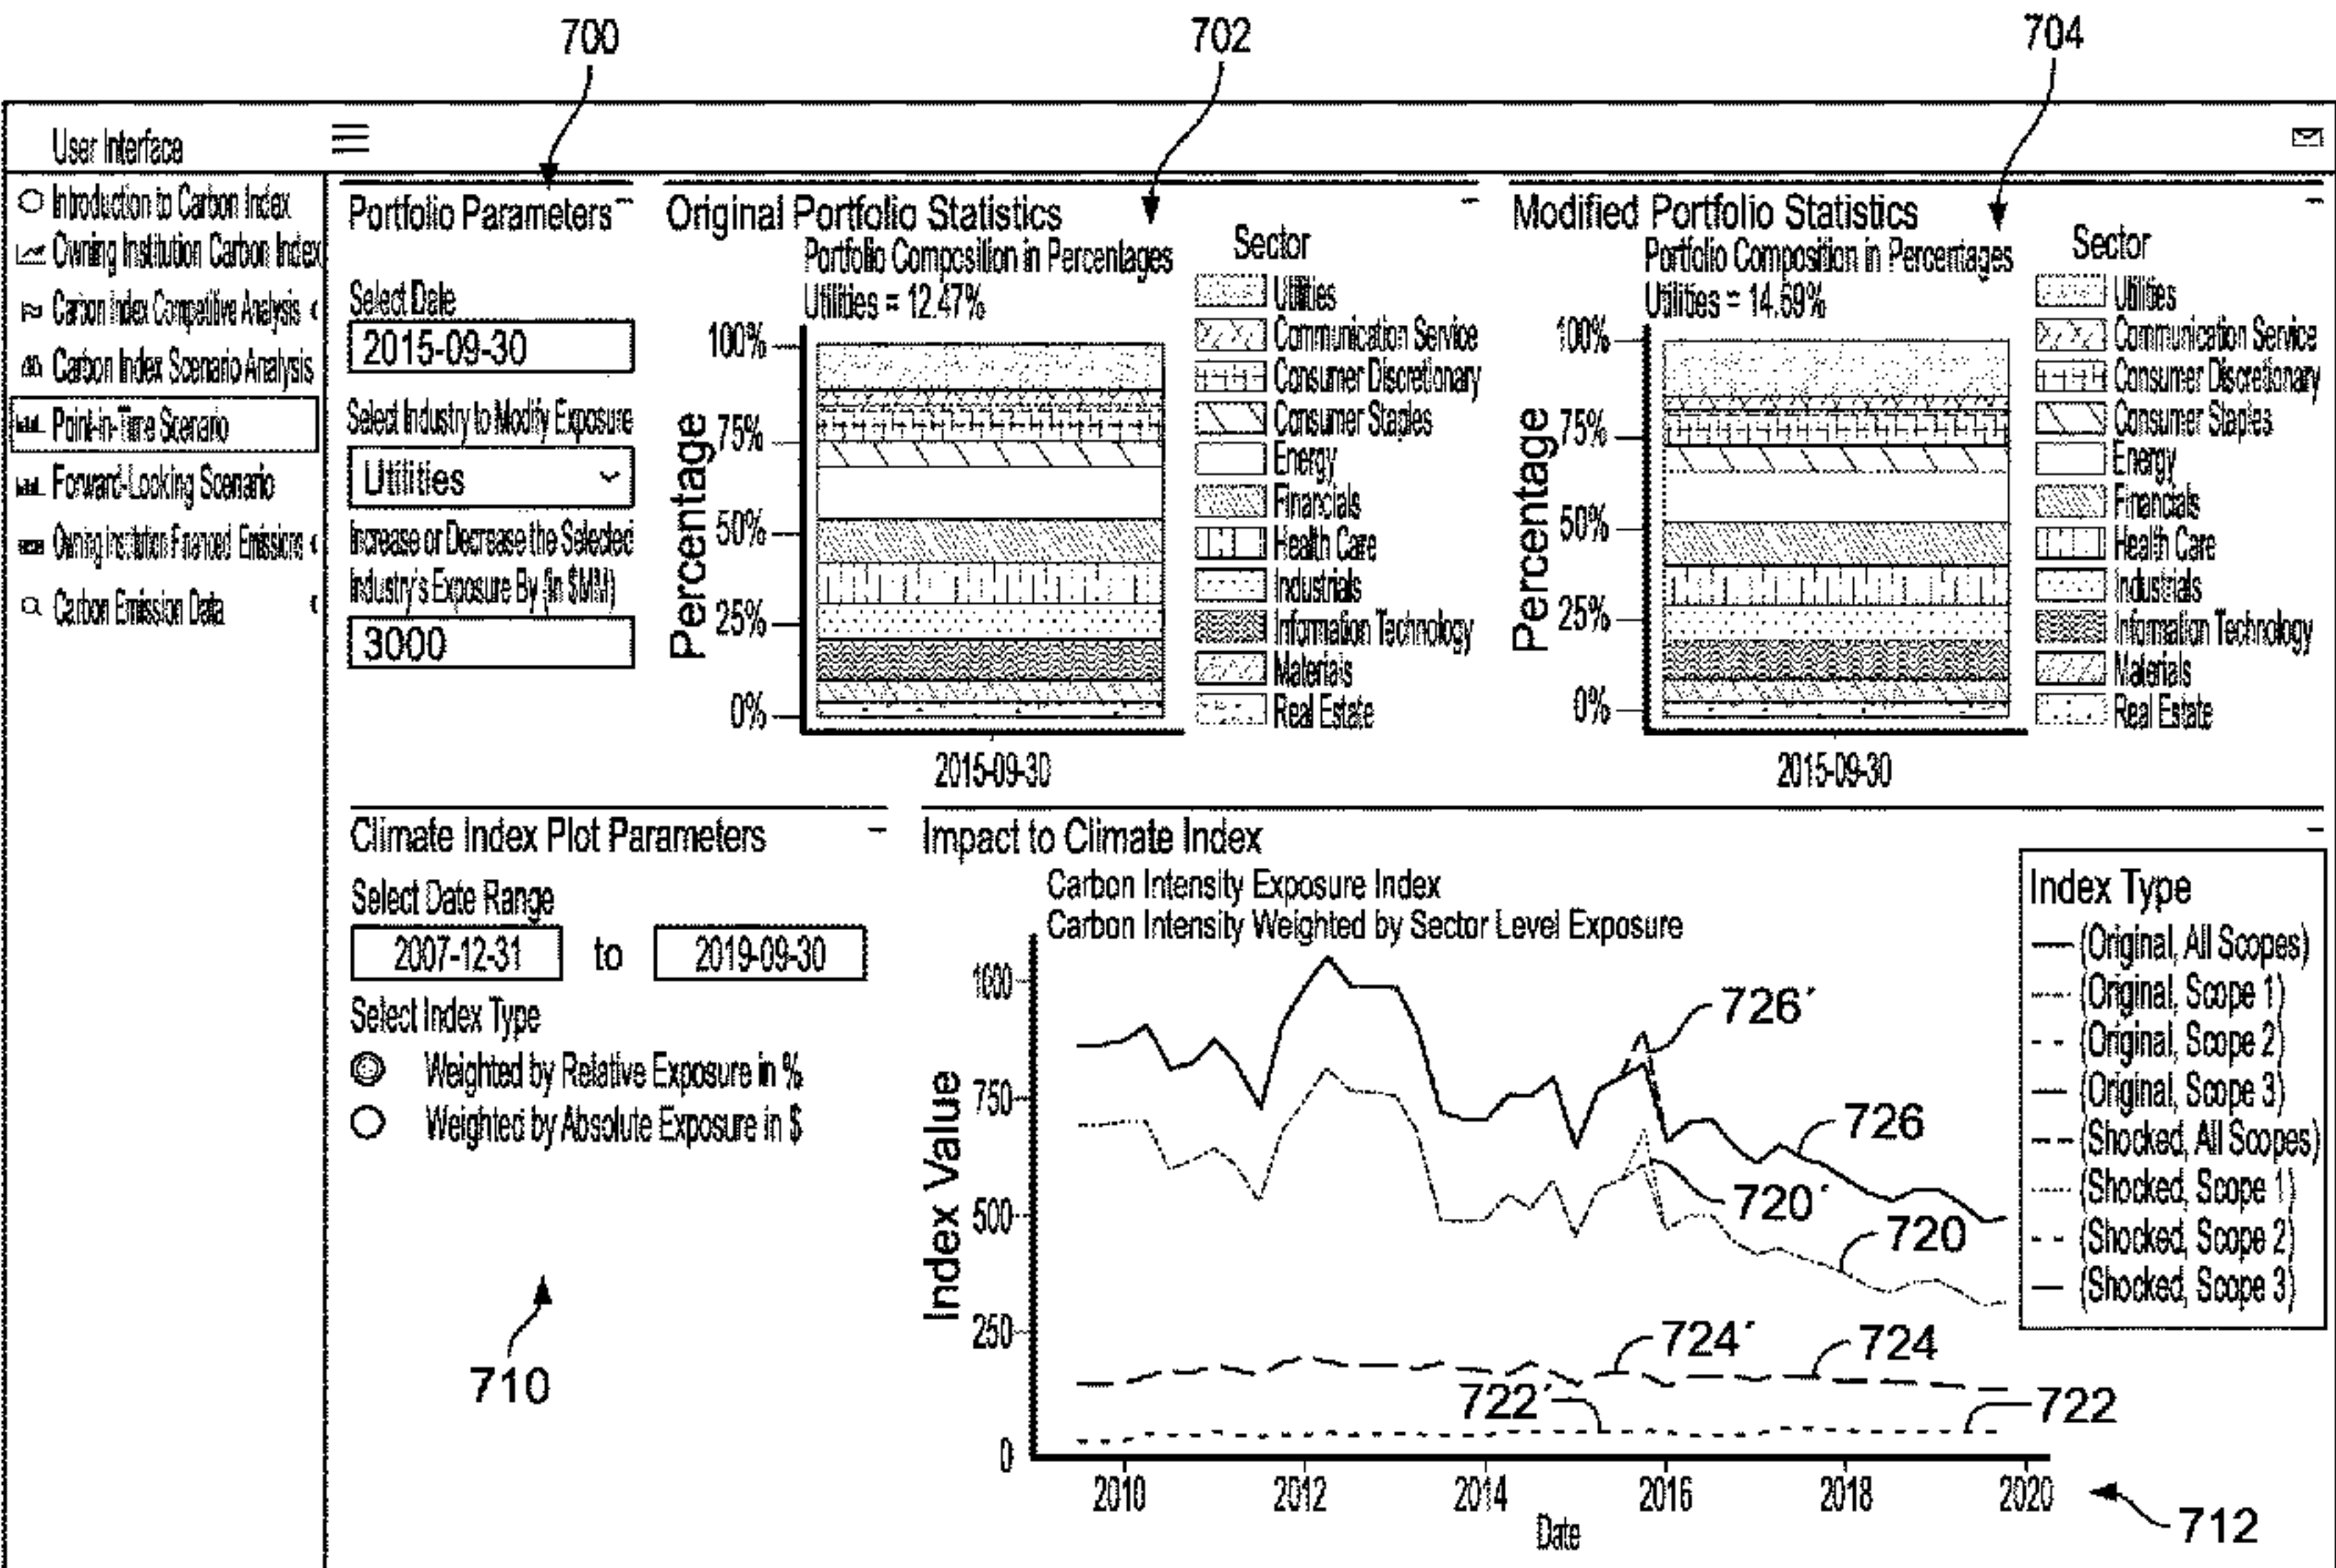 700
702
704
User Interface
Introduction to Carbon Index
Owning Institution Carbon Index
Carbon Index Competitive Analysis
Carbon Index Scenario Analysis
Point-in-Time Scenario
Forward-Looking Scenario
Owning Institution Financed Emissions
Carbon Emission Data
Portfolio Parameters
Select Date
2015-09-30
Select Industry to Modify Exposure
Utilities
Increase or Decrease the Selected
Industry's Exposure By (in $MM)
3000
Original Portfolio Statistics
Portfolio Composition in Percentages
Utilities = 12.47%
Percentage
100%
75%
50%
25%
0%
2015-09-30
Sector
Utilities
Communication Service
Consumer Discretionary
Consumer Staples
Energy
Financials
Health Care
Industrials
Information Technology
Materials
Real Estate
Modified Portfolio Statistics
Portfolio Composition in Percentages
Utilities = 14.59%
Percentage
100%
75%
50%
25%
0%
2015-09-30
Sector
Utilities
Communication Service
Consumer Discretionary
Consumer Staples
Energy
Financials
Health Care
Industrials
Information Technology
Materials
Real Estate
Climate Index Plot Parameters
Select Date Range
2007-12-31 to 2019-09-30
Select Index Type
Weighted by Relative Exposure in %
Weighted by Absolute Exposure in $
710
Impact to Climate Index
Carbon Intensity Exposure Index
Carbon Intensity Weighted by Sector Level Exposure
Index Value
1000
750
500
250
0
726′
726
720′
720
724′
724
722′
722
2010 2012 2014 2016 2018 2020
Date
712
Index Type
(Original, All Scopes)
(Original, Scope 1)
(Original, Scope 2)
(Original, Scope 3)
(Shocked, All Scopes)
(Shocked, Scope 1)
(Shocked, Scope 2)
(Shocked, Scope 3)